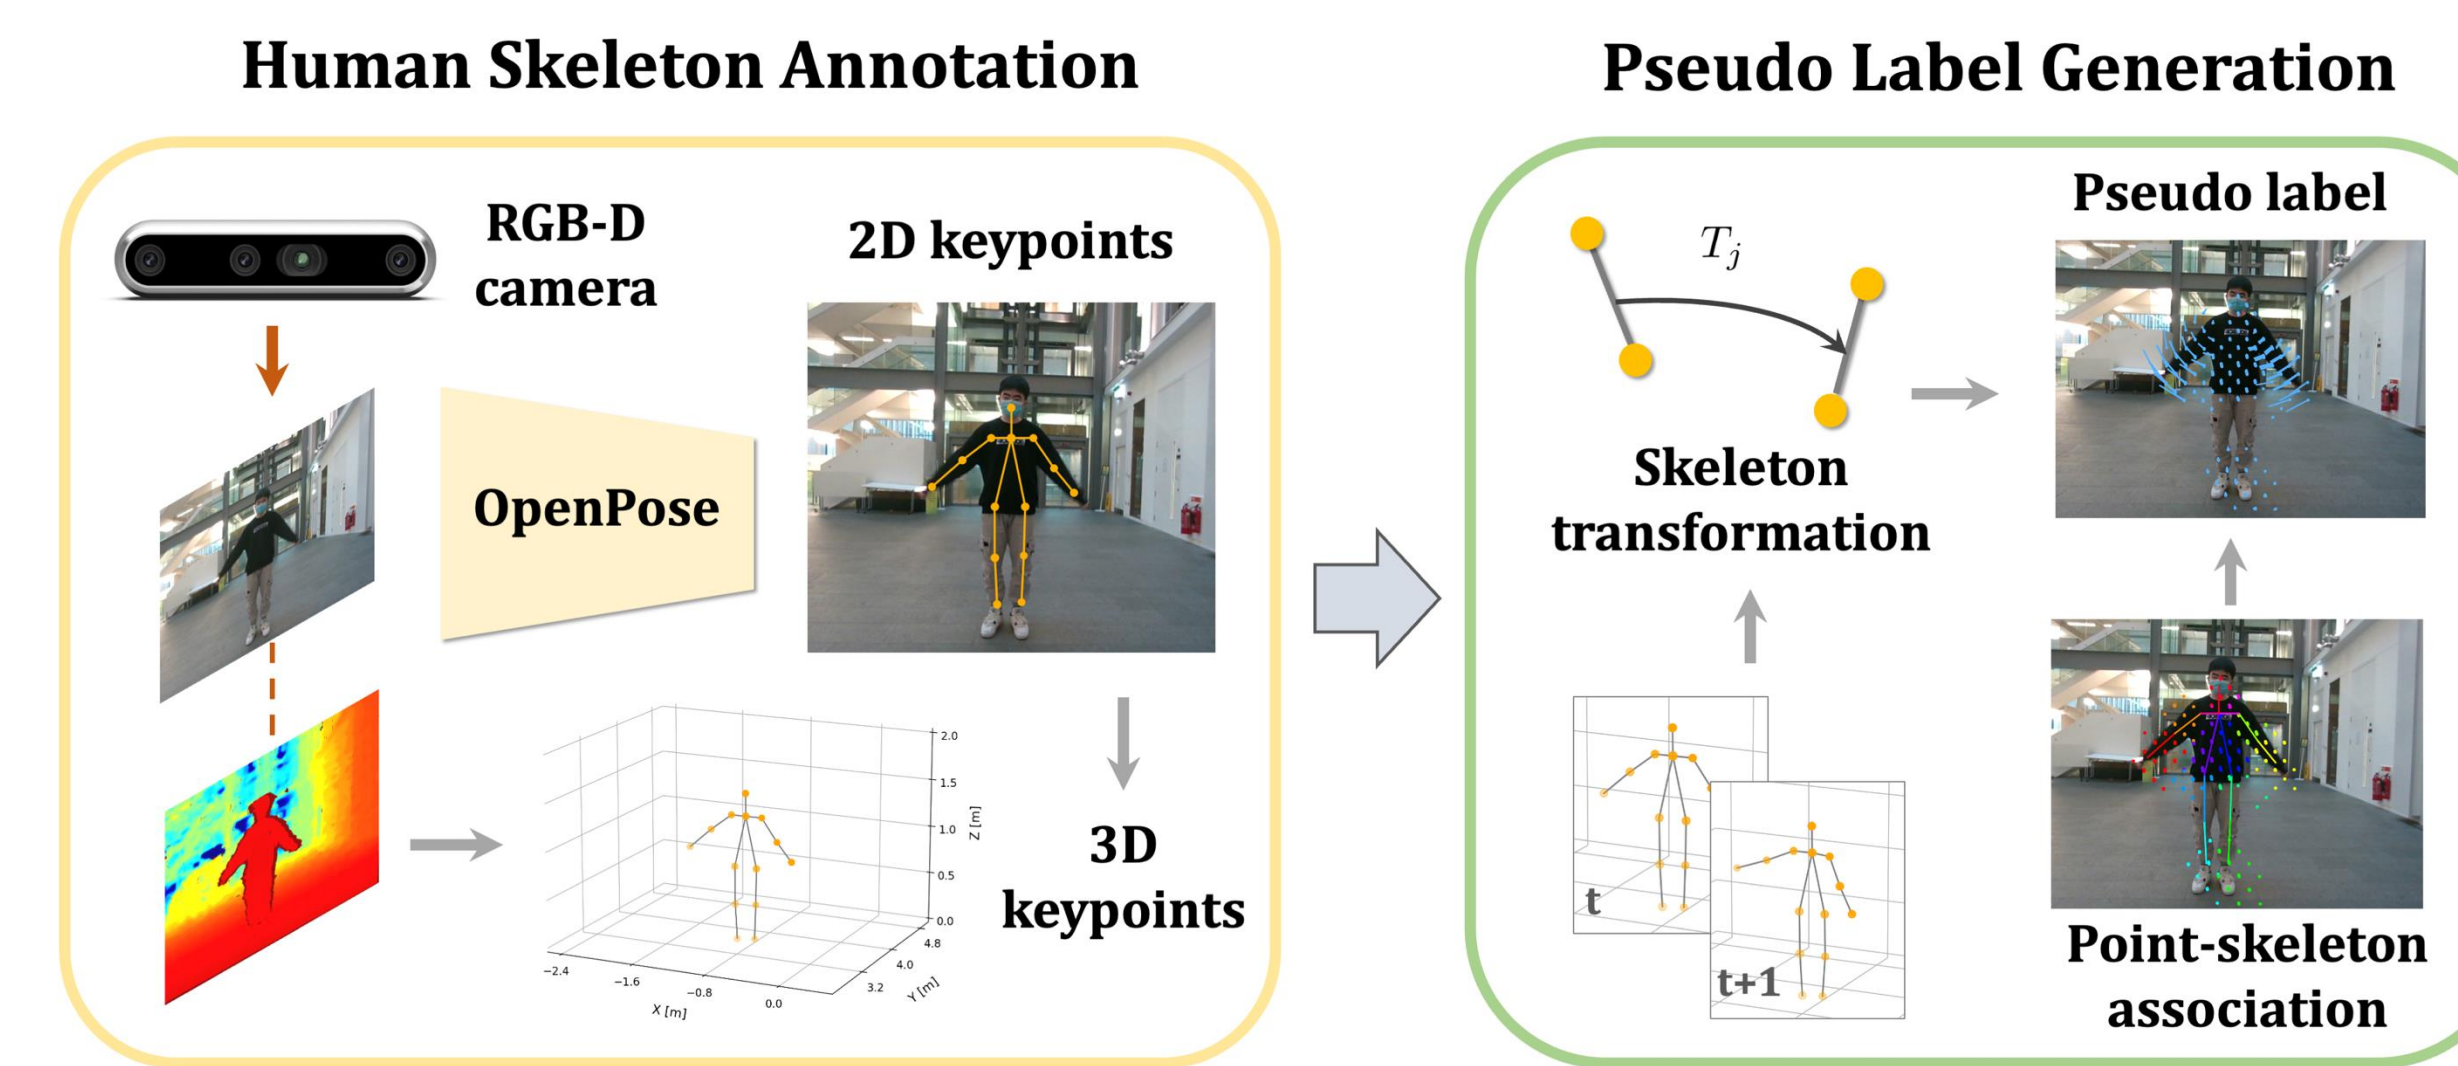 Human Skeleton Annotation
RGB-D
camera
2D keypoints
OpenPose
2.0
1.5
1.0
0.5
0.0
Z [m]
4.8
4.0
3.2
Y [m]
−2.4
−1.6
−0.8
0.0
X [m]
3D
keypoints
Pseudo Label Generation
T_j
Skeleton
transformation
t
t+1
Pseudo label
Point-skeleton
association